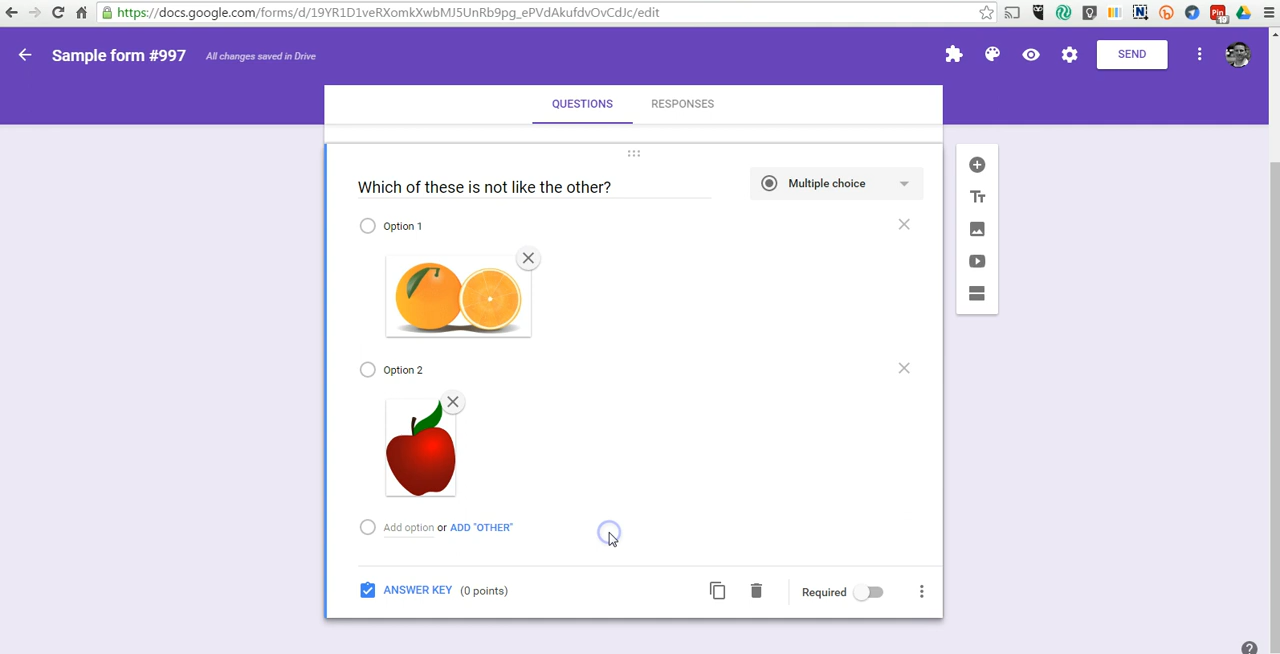 https://docs.google.com/forms/d/19YR1D1veRXomkXwbMJ5UnRb9pg_ePVdAkufdvOvCdJc/edit
Pin
19
Sample form #997
All changes saved in Drive
SEND
QUESTIONS RESPONSES
Which of these is not like the other?
Multiple choice
Option 1
Option 2
Add option or ADD "OTHER"
ANSWER KEY (0 points)
Required